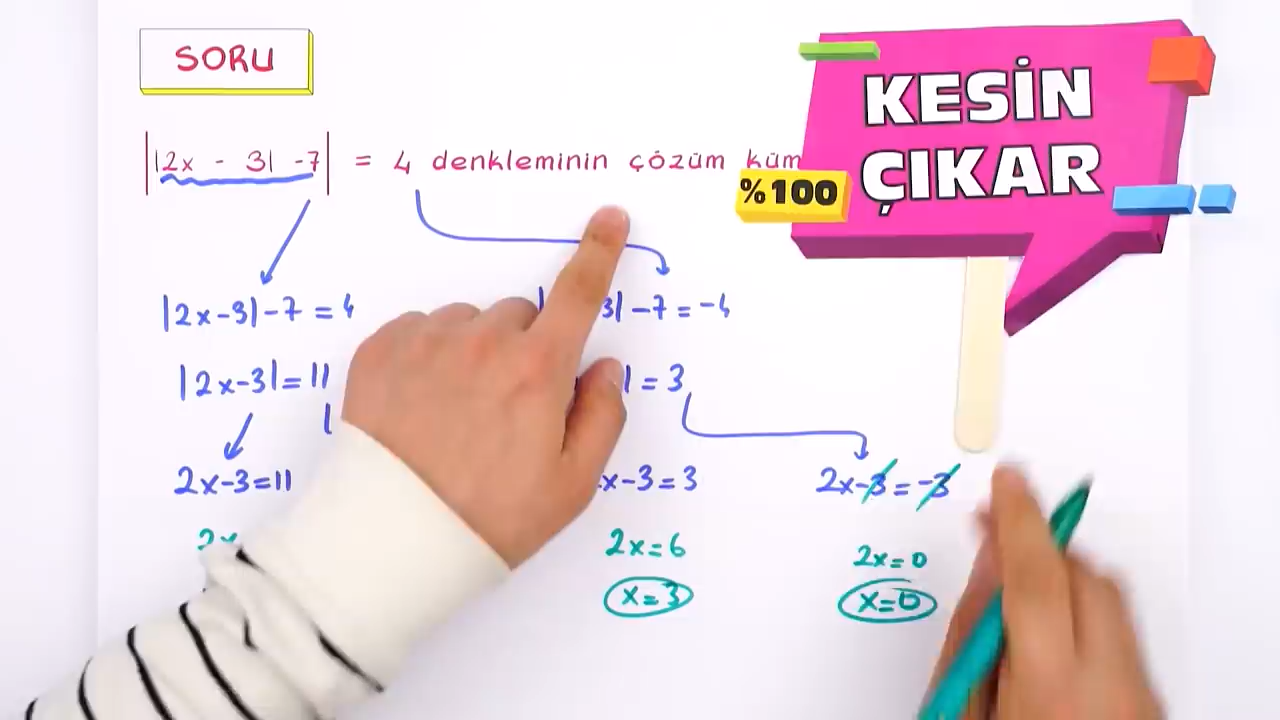 SORU
KESİN
ÇIKAR
%100
||2x - 3| -7| = 4 denkleminin çözüm
|2x-3|-7 = 4
3|-7 = -4
|2x-3| = 11
| = 3
2x-3=11
x-3=3
2x-3=-3
2x=6
2x=0
x=3
x=0